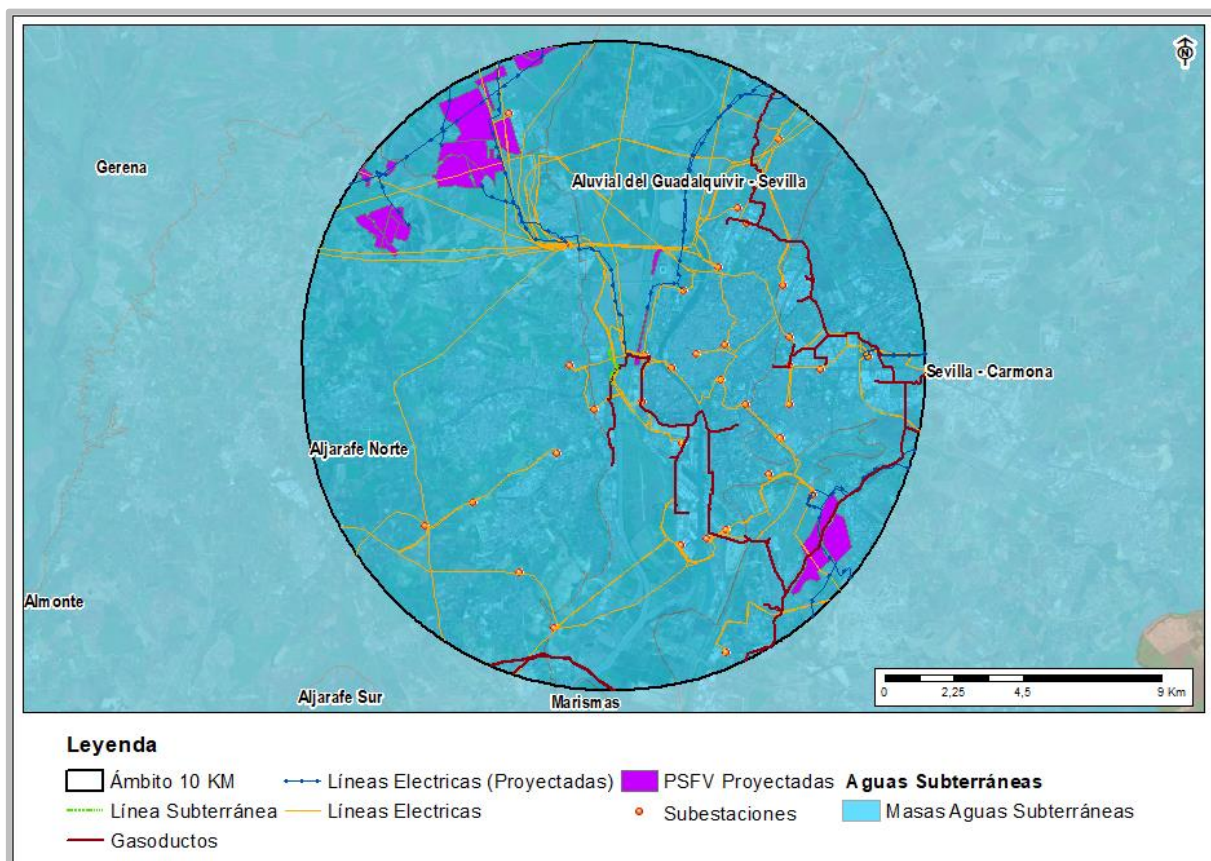 N
Gerena
Aluvial del Guadalquivir - Sevilla
Sevilla - Carmona
Aljarafe Norte
Almonte
Aljarafe Sur
Marismas
0 2,25 4,5 9 Km
Leyenda
Ámbito 10 KM Líneas Electricas (Proyectadas) PSFV Proyectadas Aguas Subterráneas
Línea Subterránea Líneas Electricas Subestaciones Masas Aguas Subterráneas
Gasoductos